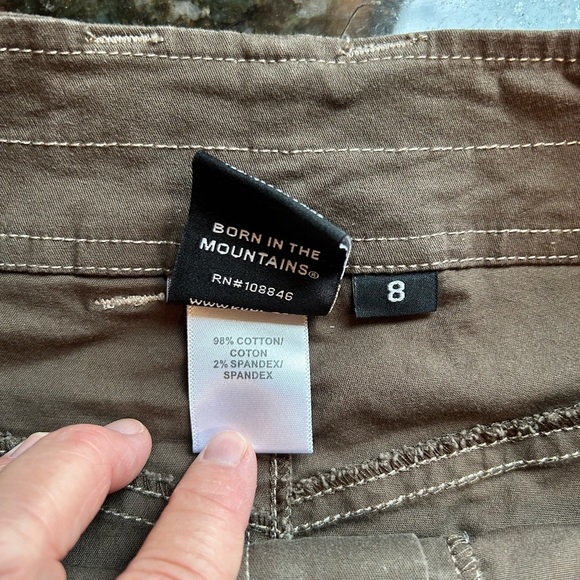 BORN IN THE
MOUNTAINS®
RN#108846
8
98% COTTON/
COTON
2% SPANDEX/
SPANDEX